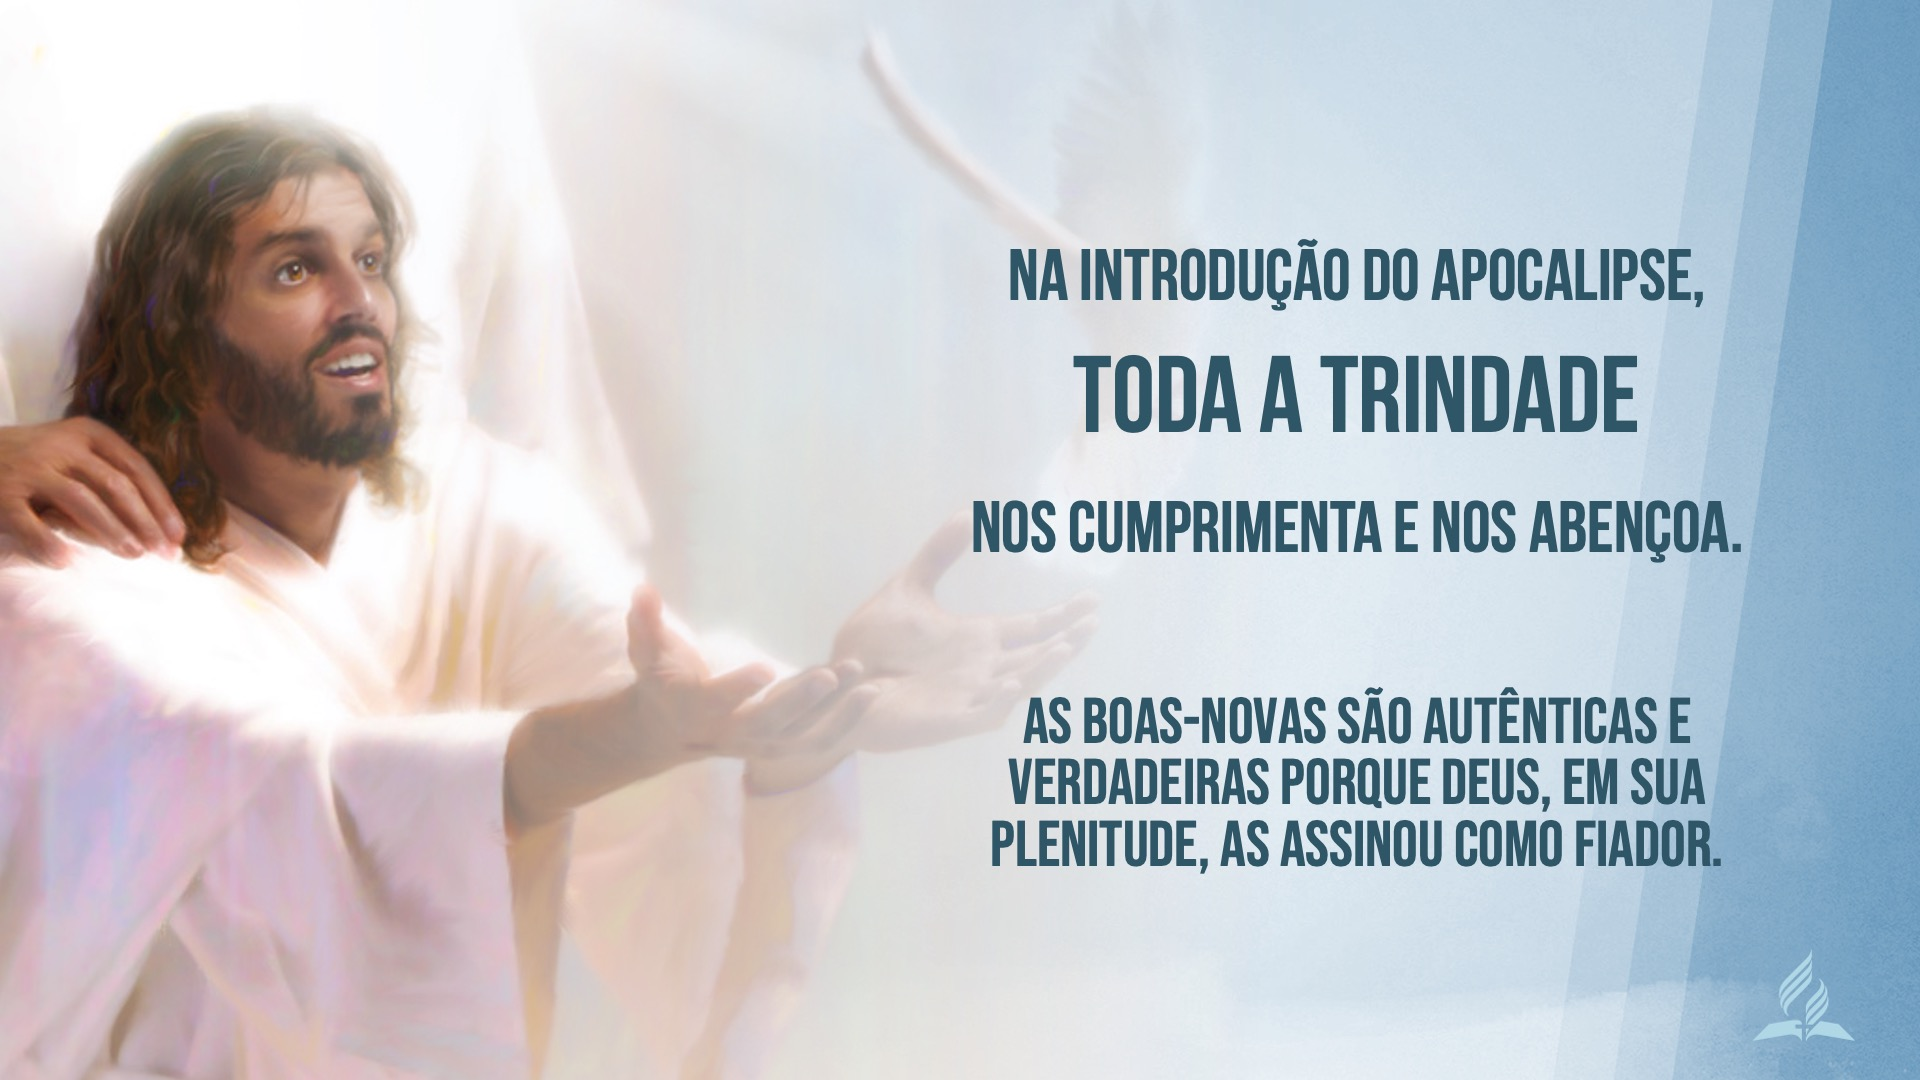 NA INTRODUÇÃO DO APOCALIPSE,
TODA A TRINDADE
NOS CUMPRIMENTA E NOS ABENÇOA.
AS BOAS-NOVAS SÃO AUTÊNTICAS E
VERDADEIRAS PORQUE DEUS, EM SUA
PLENITUDE, AS ASSINOU COMO FIADOR.